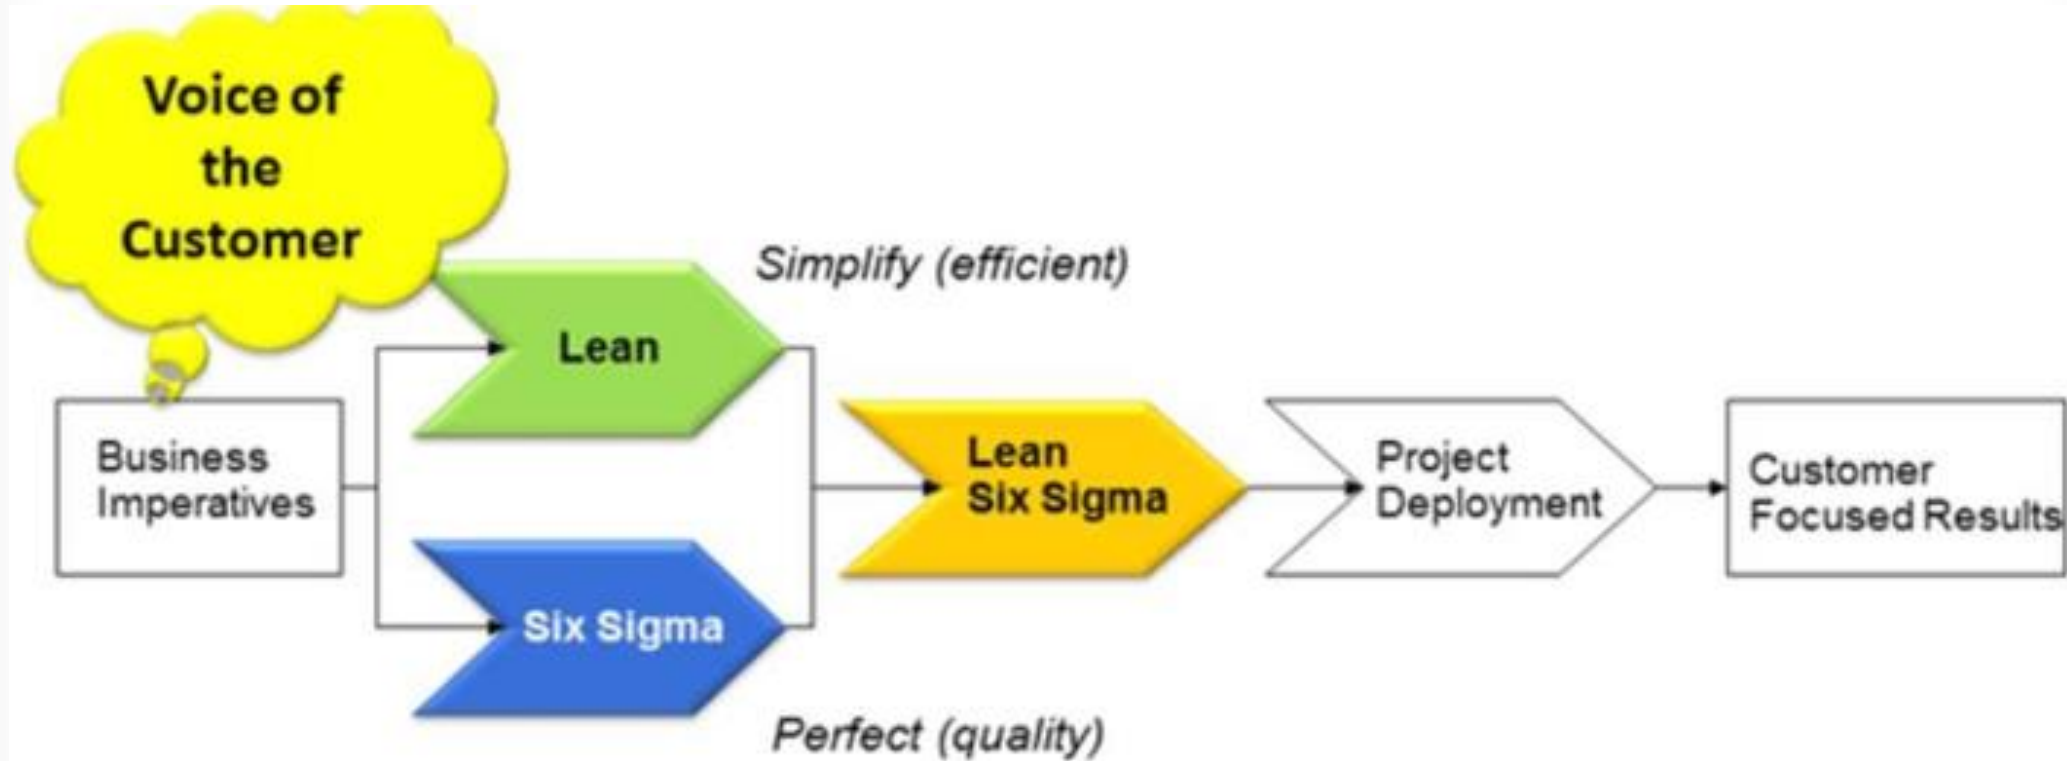 Voice of
the
Customer
Simplify (efficient)
Lean
Business
Imperatives
Lean
Six Sigma
Project
Deployment
Customer
Focused Results
Six Sigma
Perfect (quality)